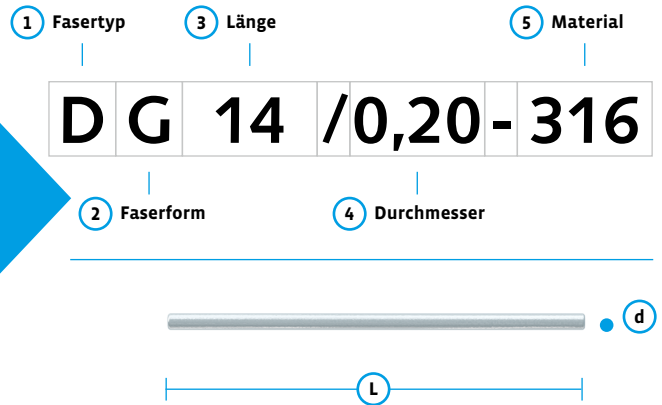 1 Fasertyp 3 Länge 5 Material
D G 14 /0,20-316
2 Faserform 4 Durchmesser
d
L